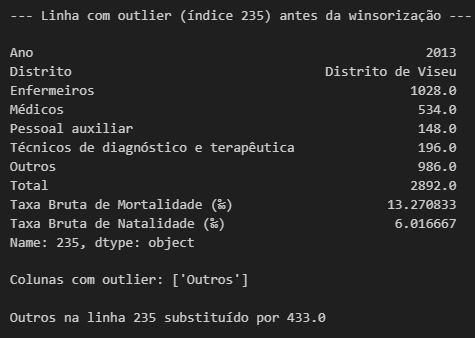 --- Linha com outlier (índice 235) antes da winsorização ---
Ano 2013
Distrito Distrito de Viseu
Enfermeiros 1028.0
Médicos 534.0
Pessoal auxiliar 148.0
Técnicos de diagnóstico e terapêutica 196.0
Outros 986.0
Total 2892.0
Taxa Bruta de Mortalidade (‰) 13.270833
Taxa Bruta de Natalidade (‰) 6.016667
Name: 235, dtype: object
Colunas com outlier: ['Outros']
Outros na linha 235 substituído por 433.0